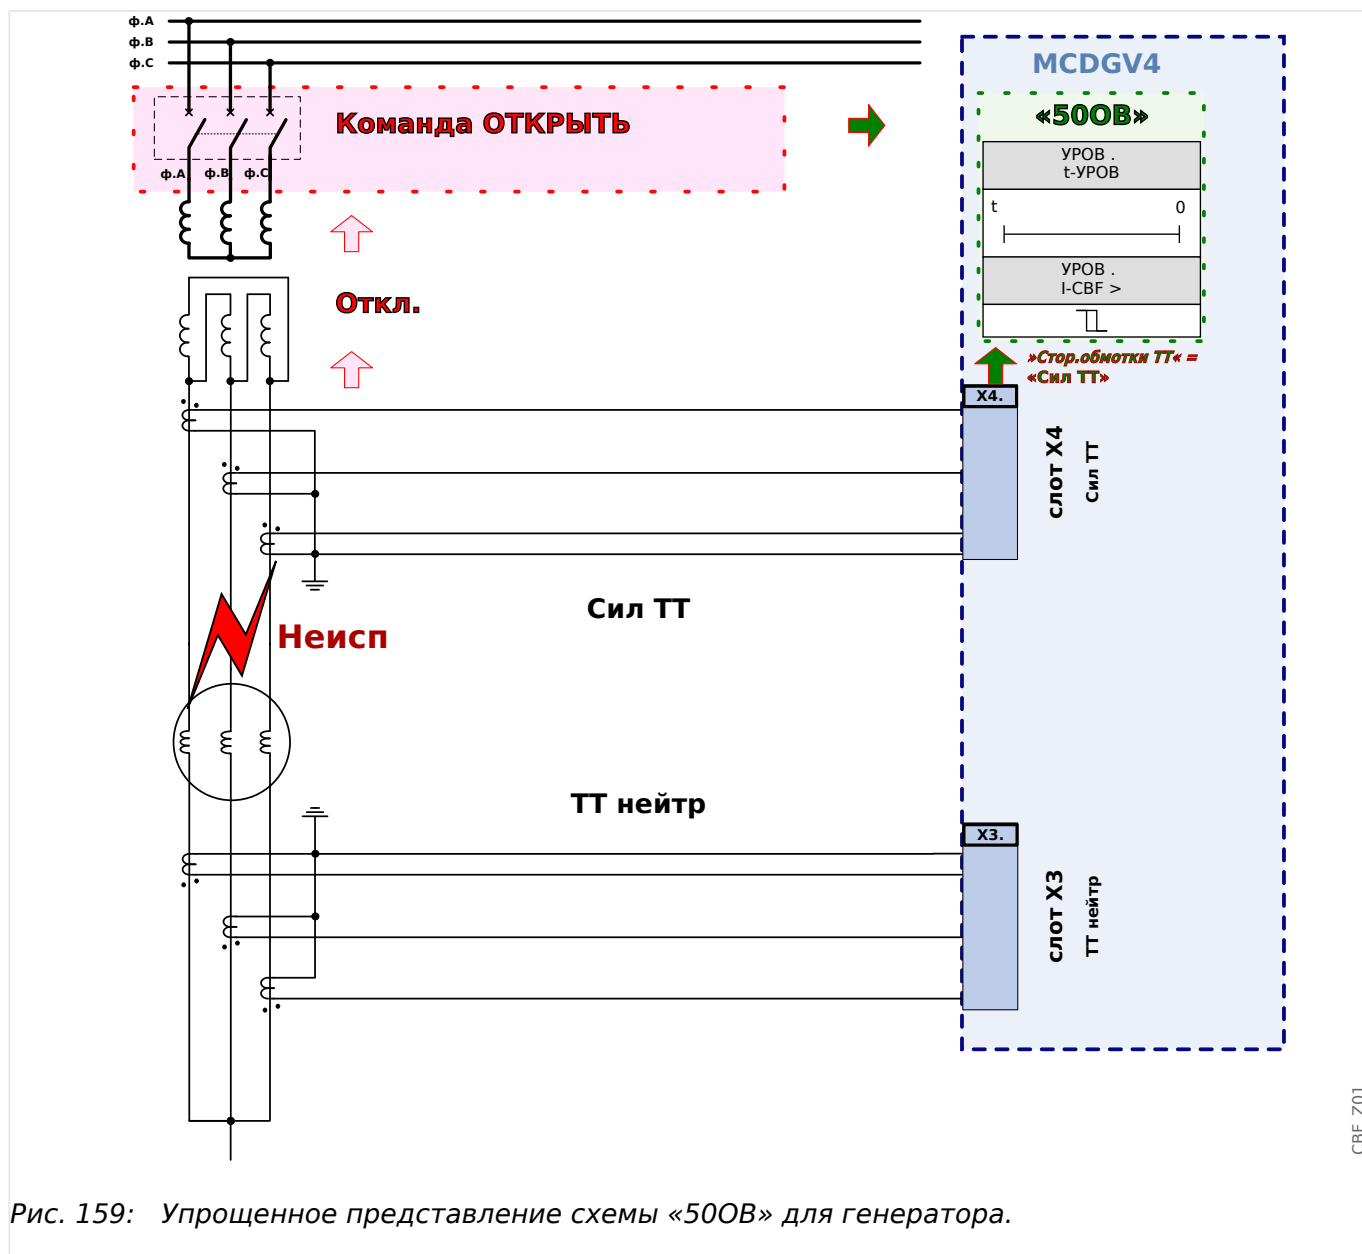 ф.A
ф.B
ф.C
MCDGV4
Команда ОТКРЫТЬ
«50ОВ»
УРОВ .
t-УРОВ
ф.A
ф.B
ф.C
t
0
УРОВ .
I-CBF >
Откл.
»Стор.обмотки ТТ« =
«Сил ТТ»
X4.
слот X4
Сил ТТ
Сил ТТ
Неисп
ТТ нейтр
X3.
слот X3
ТТ нейтр
CBF_Z01
Рис. 159: Упрощенное представление схемы «50ОВ» для генератора.